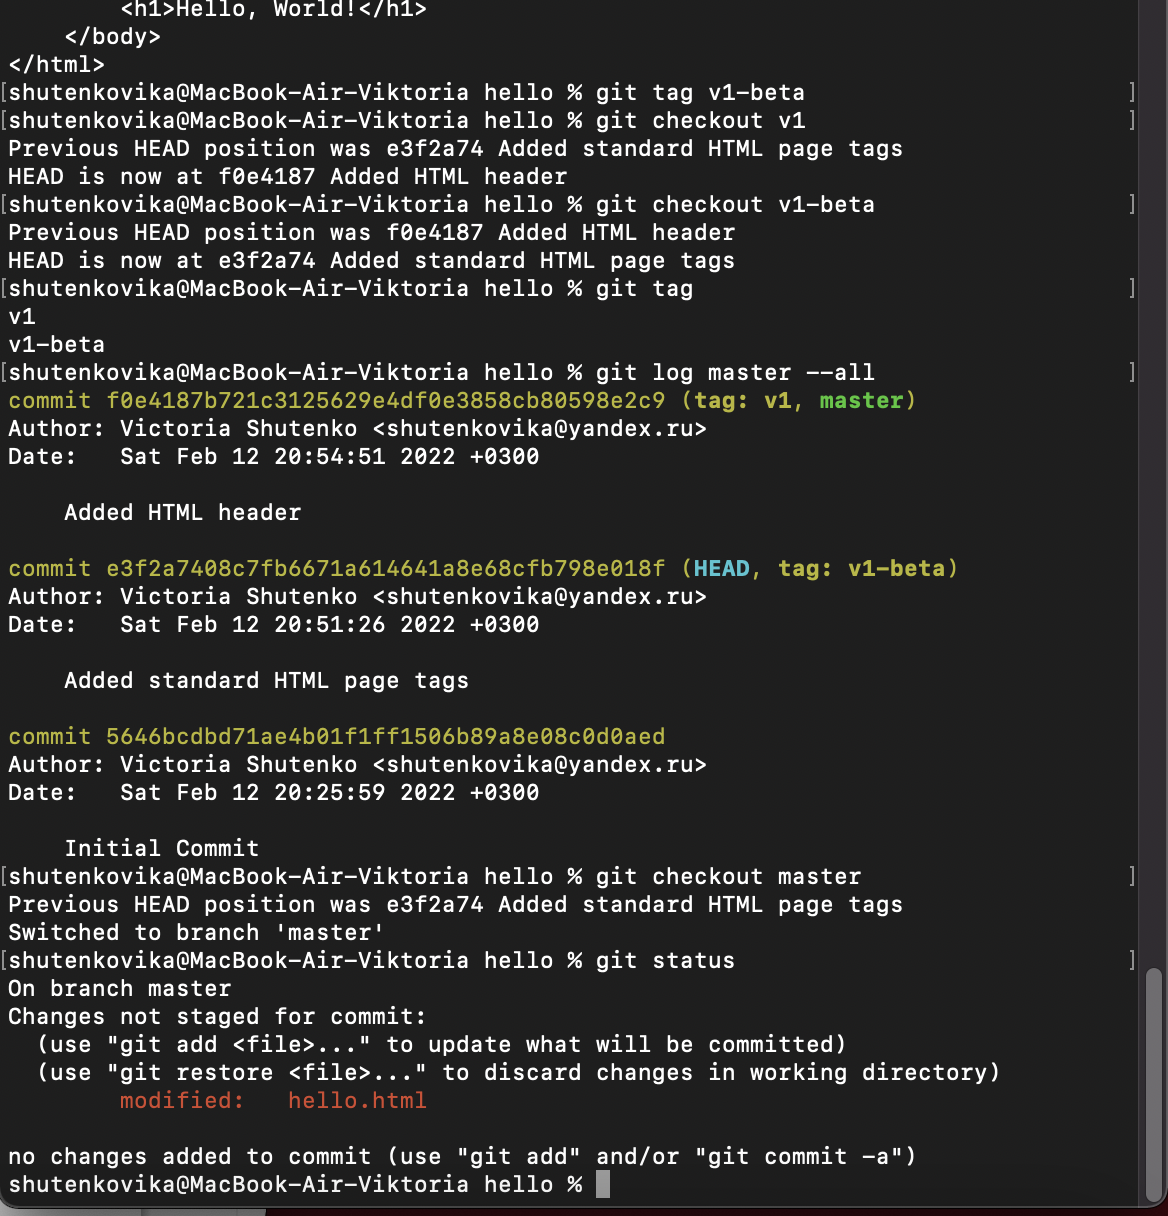 <h1>Hello, World!</h1>
</body>
</html>
[shutenkovika@MacBook-Air-Viktoria hello % git tag v1-beta ]
[shutenkovika@MacBook-Air-Viktoria hello % git checkout v1 ]
Previous HEAD position was e3f2a74 Added standard HTML page tags
HEAD is now at f0e4187 Added HTML header
[shutenkovika@MacBook-Air-Viktoria hello % git checkout v1-beta ]
Previous HEAD position was f0e4187 Added HTML header
HEAD is now at e3f2a74 Added standard HTML page tags
[shutenkovika@MacBook-Air-Viktoria hello % git tag ]
v1
v1-beta
[shutenkovika@MacBook-Air-Viktoria hello % git log master --all ]
commit f0e4187b721c3125629e4df0e3858cb80598e2c9 (tag: v1, master)
Author: Victoria Shutenko <shutenkovika@yandex.ru>
Date:   Sat Feb 12 20:54:51 2022 +0300
Added HTML header
commit e3f2a7408c7fb6671a614641a8e68cfb798e018f (HEAD, tag: v1-beta)
Author: Victoria Shutenko <shutenkovika@yandex.ru>
Date:   Sat Feb 12 20:51:26 2022 +0300
Added standard HTML page tags
commit 5646bcdbd71ae4b01f1ff1506b89a8e08c0d0aed
Author: Victoria Shutenko <shutenkovika@yandex.ru>
Date:   Sat Feb 12 20:25:59 2022 +0300
Initial Commit
[shutenkovika@MacBook-Air-Viktoria hello % git checkout master ]
Previous HEAD position was e3f2a74 Added standard HTML page tags
Switched to branch 'master'
[shutenkovika@MacBook-Air-Viktoria hello % git status ]
On branch master
Changes not staged for commit:
(use "git add <file>..." to update what will be committed)
(use "git restore <file>..." to discard changes in working directory)
modified:   hello.html
no changes added to commit (use "git add" and/or "git commit -a")
shutenkovika@MacBook-Air-Viktoria hello %